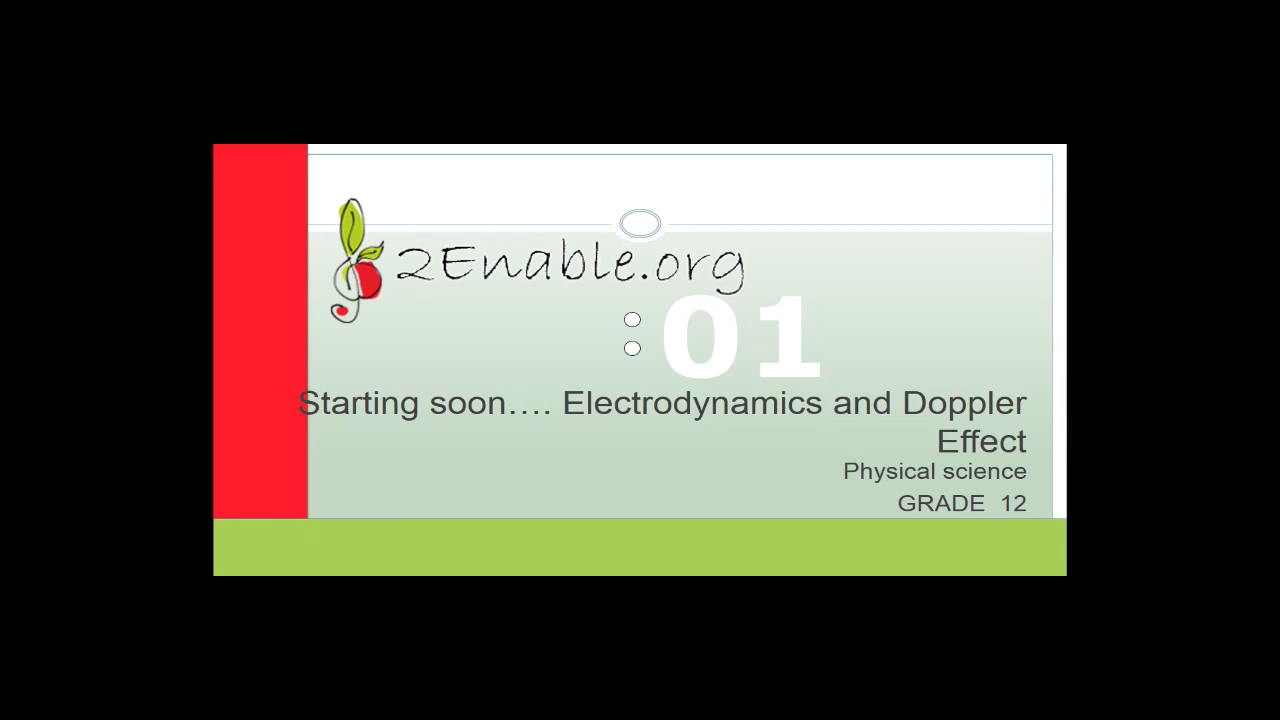 2Enable.org
:01
Starting soon…. Electrodynamics and Doppler
Effect
Physical science
GRADE 12